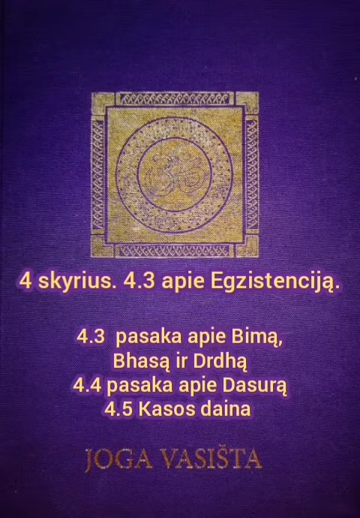 ॐ
4 skyrius. 4.3 apie Egzistenciją.
4.3 pasaka apie Bimą,
Bhasą ir Drdhą
4.4 pasaka apie Dasurą
4.5 Kasos daina
JOGA VASIŠTA